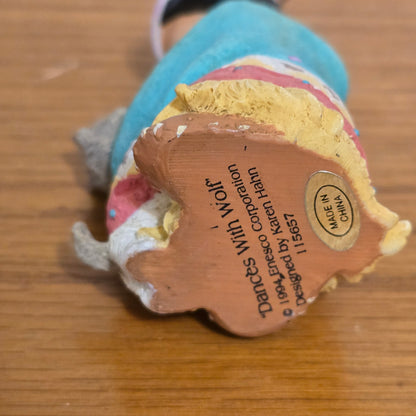 "Dances With Wolf"
© 1994, Enesco Corporation
Designed by Karen Hahn
115657
MADE IN
CHINA